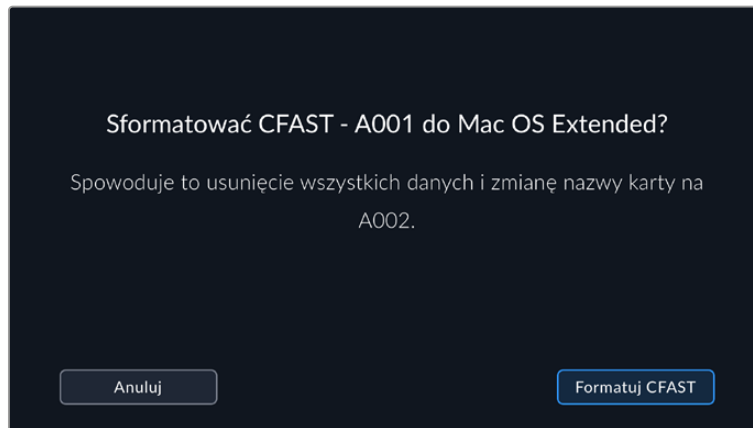 Sformatować CFAST - A001 do Mac OS Extended?
Spowoduje to usunięcie wszystkich danych i zmianę nazwy karty na
A002.
Anuluj
Formatuj CFAST